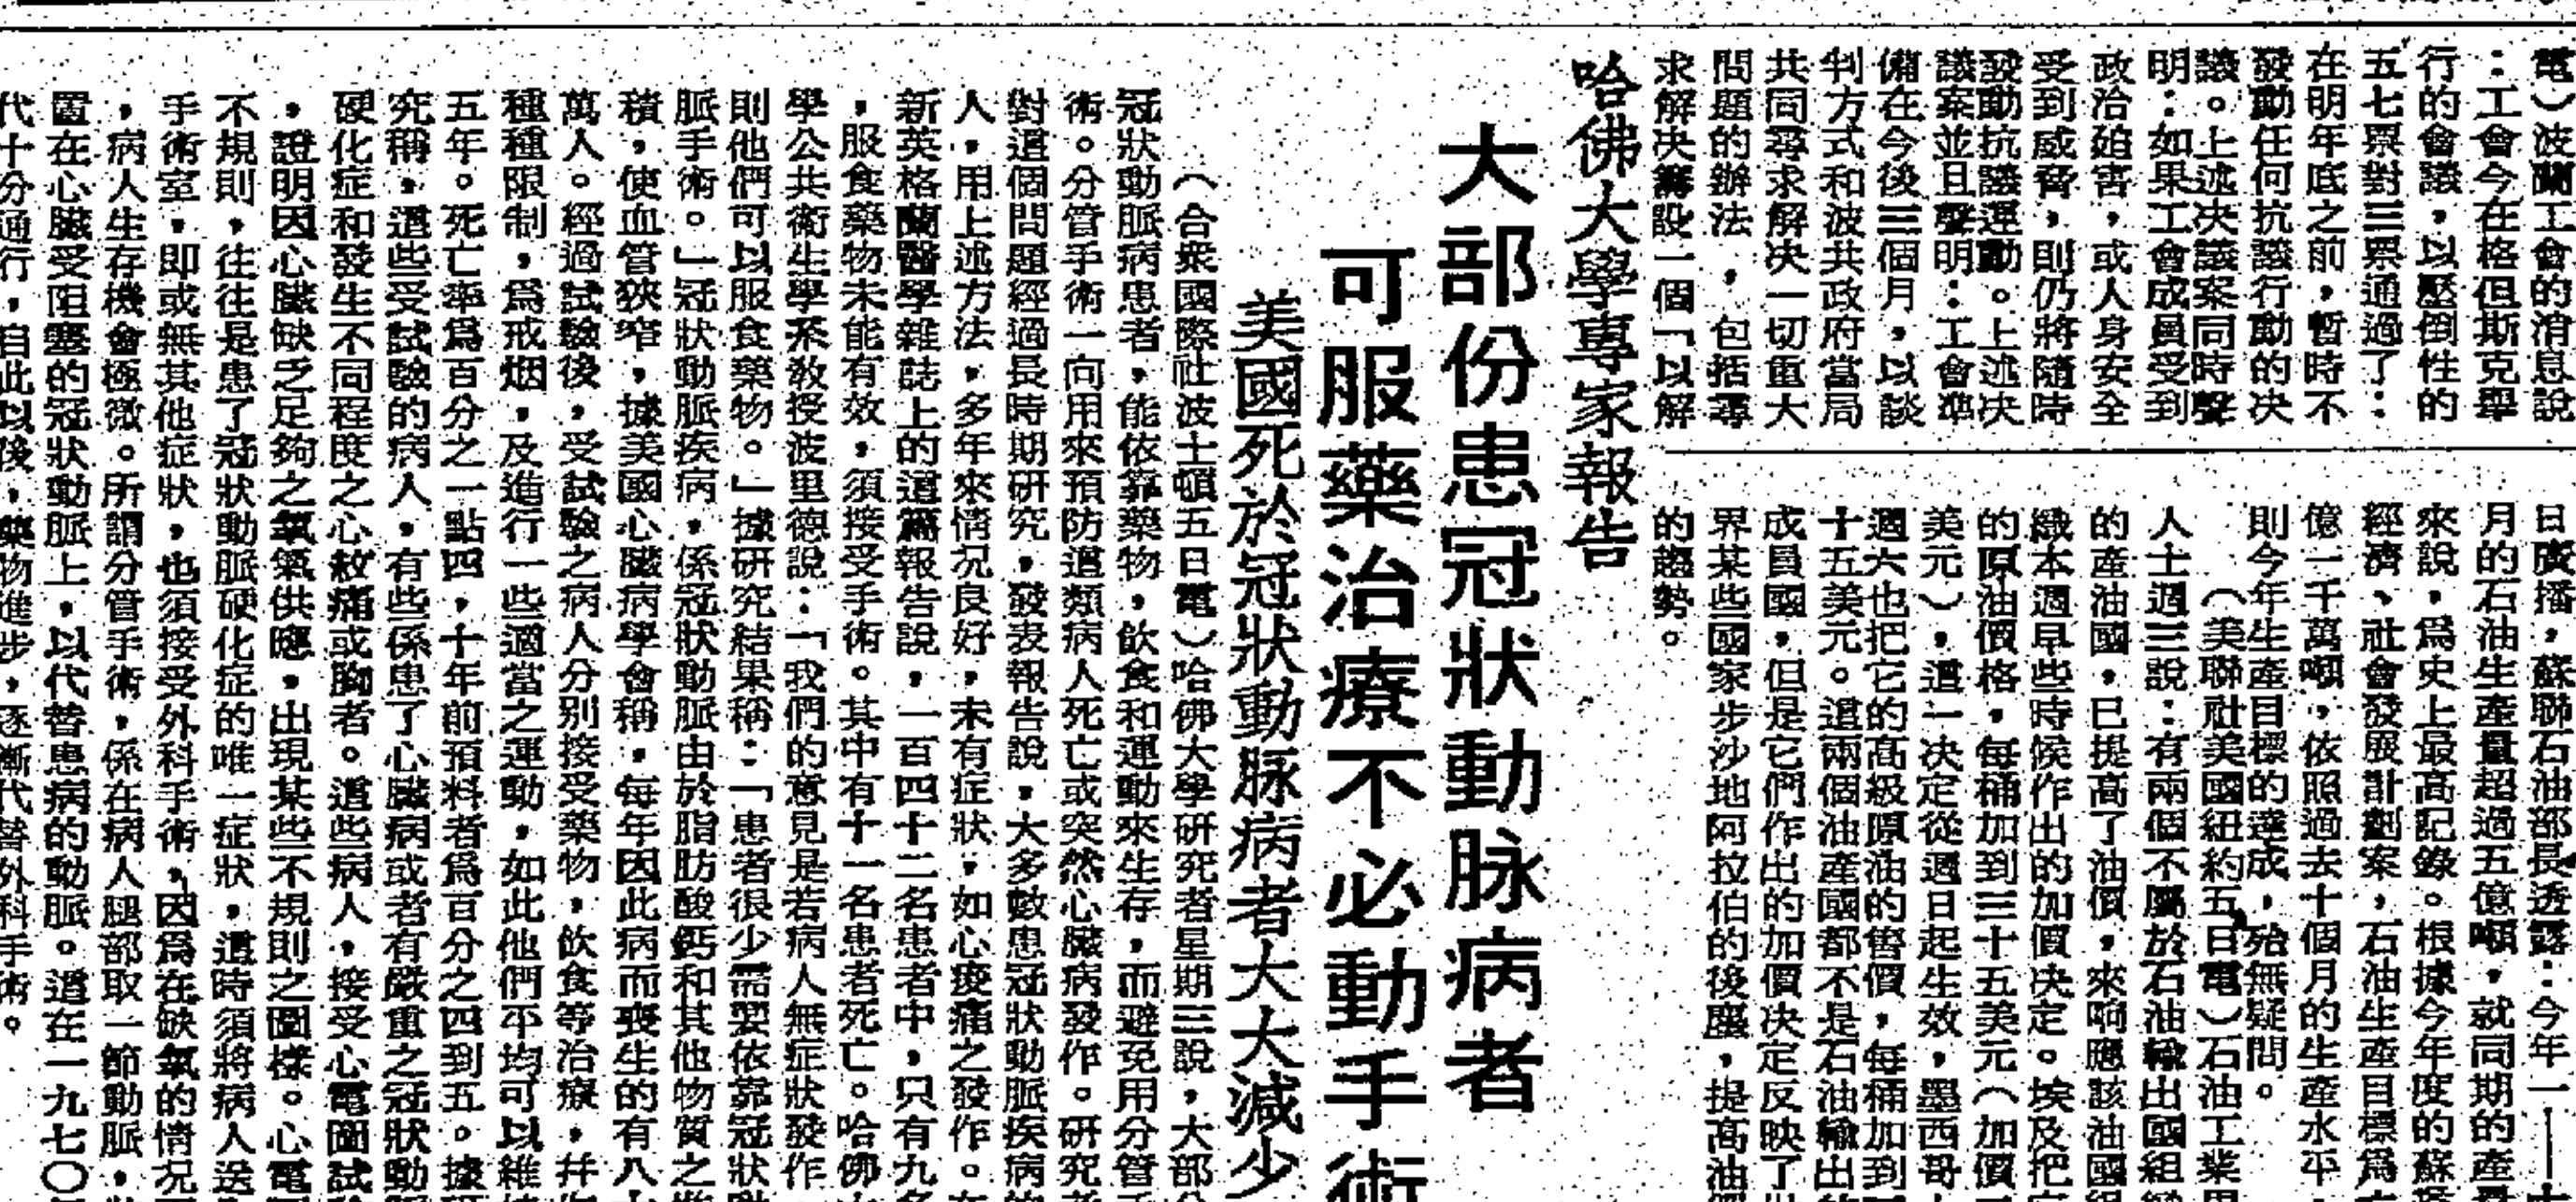 電）波蘭工會的消息說
：工會今在格但斯克舉
行的會議，以壓倒性的
五七票對三票通過了：
在明年底之前，暫時不
發動任何抗議行動的决
議。上述决議案同時聲
明：如果工會成員受到
政治迫害，或人身安全
受到威脅，則仍將隨時
發動抗議運動。上述决
議案並且聲明：工會準
備在今後三個月，以談
判方式和波共政府當局
共同尋求解决一切重大
問題的辦法，包括尋
求解决籌設一個「以解
日廣播，蘇聯石油部長透露：今年一——十
月的石油生產量超過五億噸，就同期的產
來說，爲史上最高記錄。根據今年度的蘇
經濟、社會發展計劃案，石油生產目標爲
億一千萬噸，依照過去十個月的生產水平
則今年生產目標的達成，殆無疑問。
（美聯社美國紐約五日電）石油工業
人士週三說：有兩個不屬於石油輸出國組
的產油國，已提高了油價，來响應該油國組
織本週早些時候作出的加價决定。埃及把
的原油價格，每桶加到三十五美元（加價
美元），這一决定從週日起生效，墨西哥
週六也把它的高級原油的售價，每桶加到
十五美元。這兩個油產國都不是石油輸出
成員國，但是它們作出的加價决定反映了
界某些國家步沙地阿拉伯的後塵，提高油
的趨勢。
哈佛大學專家報告
大部份患冠狀動脉病者
可服藥治療不必動手術
美國死於冠狀動脉病者大大減少
（合衆國際社波士頓五日電）哈佛大學研究者星期三說，大部分
冠狀動脈病患者，能依靠藥物，飲食和運動來生存，而避免用分管手
術。分管手術一向用來預防這類病人死亡或突然心臟病發作。研究者
對這個問題經過長時期研究，發表報告說，大多數患冠狀動脈疾病的
人，用上述方法，多年來情况良好，未有症狀，如心疫痛之發作。在
新英格蘭醫學雜誌上的這篇報告說，一百四十二名患者中，只有九名
，服食藥物未能有效，須接受手術。其中有十一名患者死亡。哈佛大
學公共衛生學系敎授波里德說：「我們的意見是若病人無症狀發作
則他們可以服食藥物。」據研究結果稱：「患者很少需要依靠冠狀動
脈手術。」冠狀動脈疾病，係冠狀動脈由於脂肪酸鈣和其他物質之堆
積，使血管狹窄，據美國心臟病學會稱，每年因此病而喪生的有八十
萬人。經過試驗後，受試驗之病人分別接受藥物，飲食等治療，幷作
種種限制，爲戒烟，及進行一些適當之運動，如此他們平均可以維持
五年。死亡率爲百分之一點四，十年前預料者爲百分之四到五。據研
究稱，這些受試驗的病人，有些係患了心臟病或者有嚴重之冠狀動脈
硬化症和發生不同程度之心敎痛或胸者。這些病人，接受心電圖試驗
，證明因心臟缺乏足夠之氧氣供應，出現某些不規則之圖樣。心電圖
不規則，往往是患了冠狀動脈硬化症的唯一症狀，這時須將病人送入
手術室，即或無其他症狀，也須接受外科手術，因爲在缺氧的情况下
，病人生存機會極微。所謂分管手術，係在病人腿部取一節動脈，裝
置在心臟受阻塞的冠狀動脈上，以代替患病的動脈。這在一九七〇年
代十分通行，自此以後，藥物進步，逐漸代替外科手術。